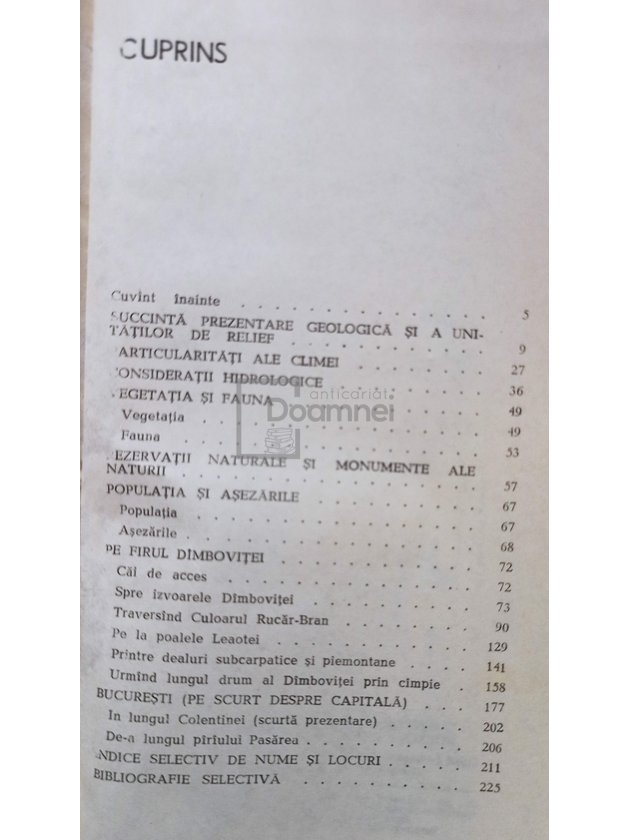 CUPRINS
Cuvînt înainte . . . . . . . . . . . . . . 5
SUCCINTĂ PREZENTARE GEOLOGICĂ ȘI A UNI-
TĂȚILOR DE RELIEF . . . . . . . . . . 9
PARTICULARITĂȚI ALE CLIMEI . . . . . . . 27
CONSIDERAȚII HIDROLOGICE . . . . . . . 36
VEGETAȚIA ȘI FAUNA . . . . . . . . . . 49
Vegetația . . . . . . . . . . . . . . 49
Fauna . . . . . . . . . . . . . . 53
REZERVAȚII NATURALE ȘI MONUMENTE ALE
NATURII . . . . . . . . . . . . . . 57
POPULAȚIA ȘI AȘEZĂRILE . . . . . . . . 67
Populația . . . . . . . . . . . . . . 67
Așezările . . . . . . . . . . . . . . 68
PE FIRUL DÎMBOVIȚEI . . . . . . . . . . 72
Căi de acces . . . . . . . . . . . . 72
Spre izvoarele Dîmboviței . . . . . . . . 73
Traversînd Culoarul Rucăr-Bran . . . . . . 90
Pe la poalele Leaotei . . . . . . . . . 129
Printre dealuri subcarpatice și piemontane . . . . 141
Urmînd lungul drum al Dîmboviței prin cîmpie . 158
BUCUREȘTI (PE SCURT DESPRE CAPITALĂ) . . . 177
In lungul Colentinei (scurtă prezentare) . . . . 202
De-a lungul pîrîului Pasărea . . . . . . . . 206
INDICE SELECTIV DE NUME ȘI LOCURI . . . . 211
BIBLIOGRAFIE SELECTIVĂ . . . . . . . . 225
anticariat
Doamnei